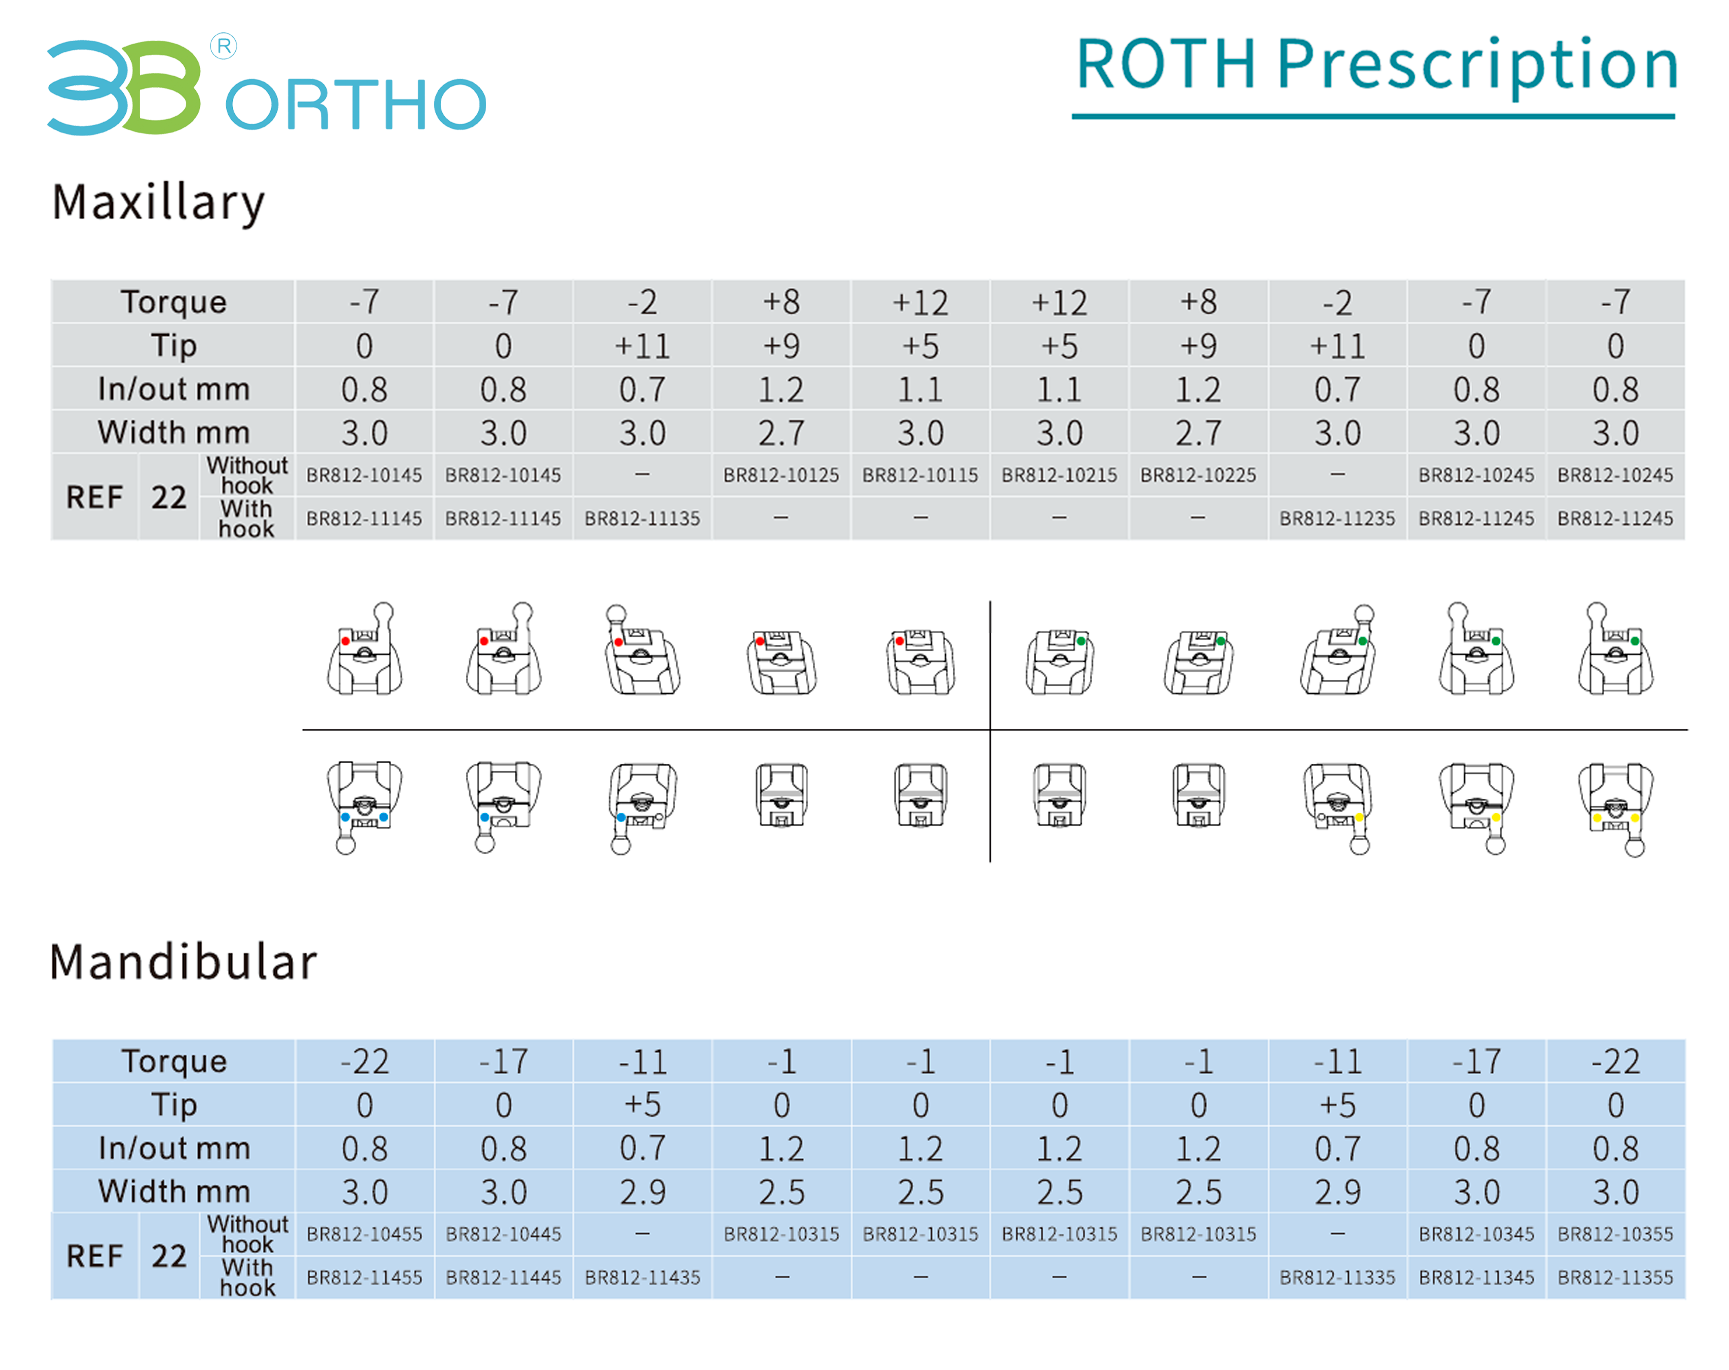 3B® ORTHO
ROTH Prescription
Maxillary
Torque -7 -7 -2 +8 +12 +12 +8 -2 -7 -7
Tip 0 0 +11 +9 +5 +5 +9 +11 0 0
In/out mm 0.8 0.8 0.7 1.2 1.1 1.1 1.2 0.7 0.8 0.8
Width mm 3.0 3.0 3.0 2.7 3.0 3.0 2.7 3.0 3.0 3.0
REF 22 Without hook BR812-10145 BR812-10145 – BR812-10125 BR812-10115 BR812-10215 BR812-10225 – BR812-10245 BR812-10245
With hook BR812-11145 BR812-11145 BR812-11135 – – – – BR812-11235 BR812-11245 BR812-11245
Mandibular
Torque -22 -17 -11 -1 -1 -1 -1 -11 -17 -22
Tip 0 0 +5 0 0 0 0 +5 0 0
In/out mm 0.8 0.8 0.7 1.2 1.2 1.2 1.2 0.7 0.8 0.8
Width mm 3.0 3.0 2.9 2.5 2.5 2.5 2.5 2.9 3.0 3.0
REF 22 Without hook BR812-10455 BR812-10445 – BR812-10315 BR812-10315 BR812-10315 BR812-10315 – BR812-10345 BR812-10355
With hook BR812-11455 BR812-11445 BR812-11435 – – – – BR812-11335 BR812-11345 BR812-11355